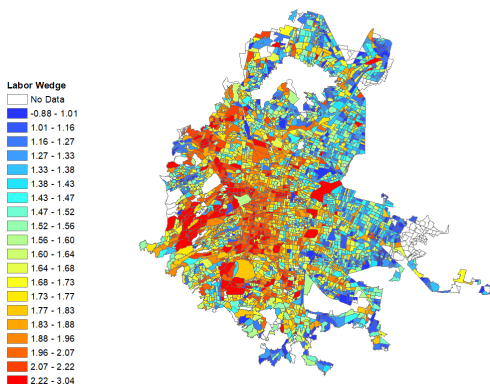 Labor Wedge
No Data
-0.88 - 1.01
1.01 - 1.16
1.16 - 1.27
1.27 - 1.33
1.33 - 1.38
1.38 - 1.43
1.43 - 1.47
1.47 - 1.52
1.52 - 1.56
1.56 - 1.60
1.60 - 1.64
1.64 - 1.68
1.68 - 1.73
1.73 - 1.77
1.77 - 1.83
1.83 - 1.88
1.88 - 1.96
1.96 - 2.07
2.07 - 2.22
2.22 - 3.04